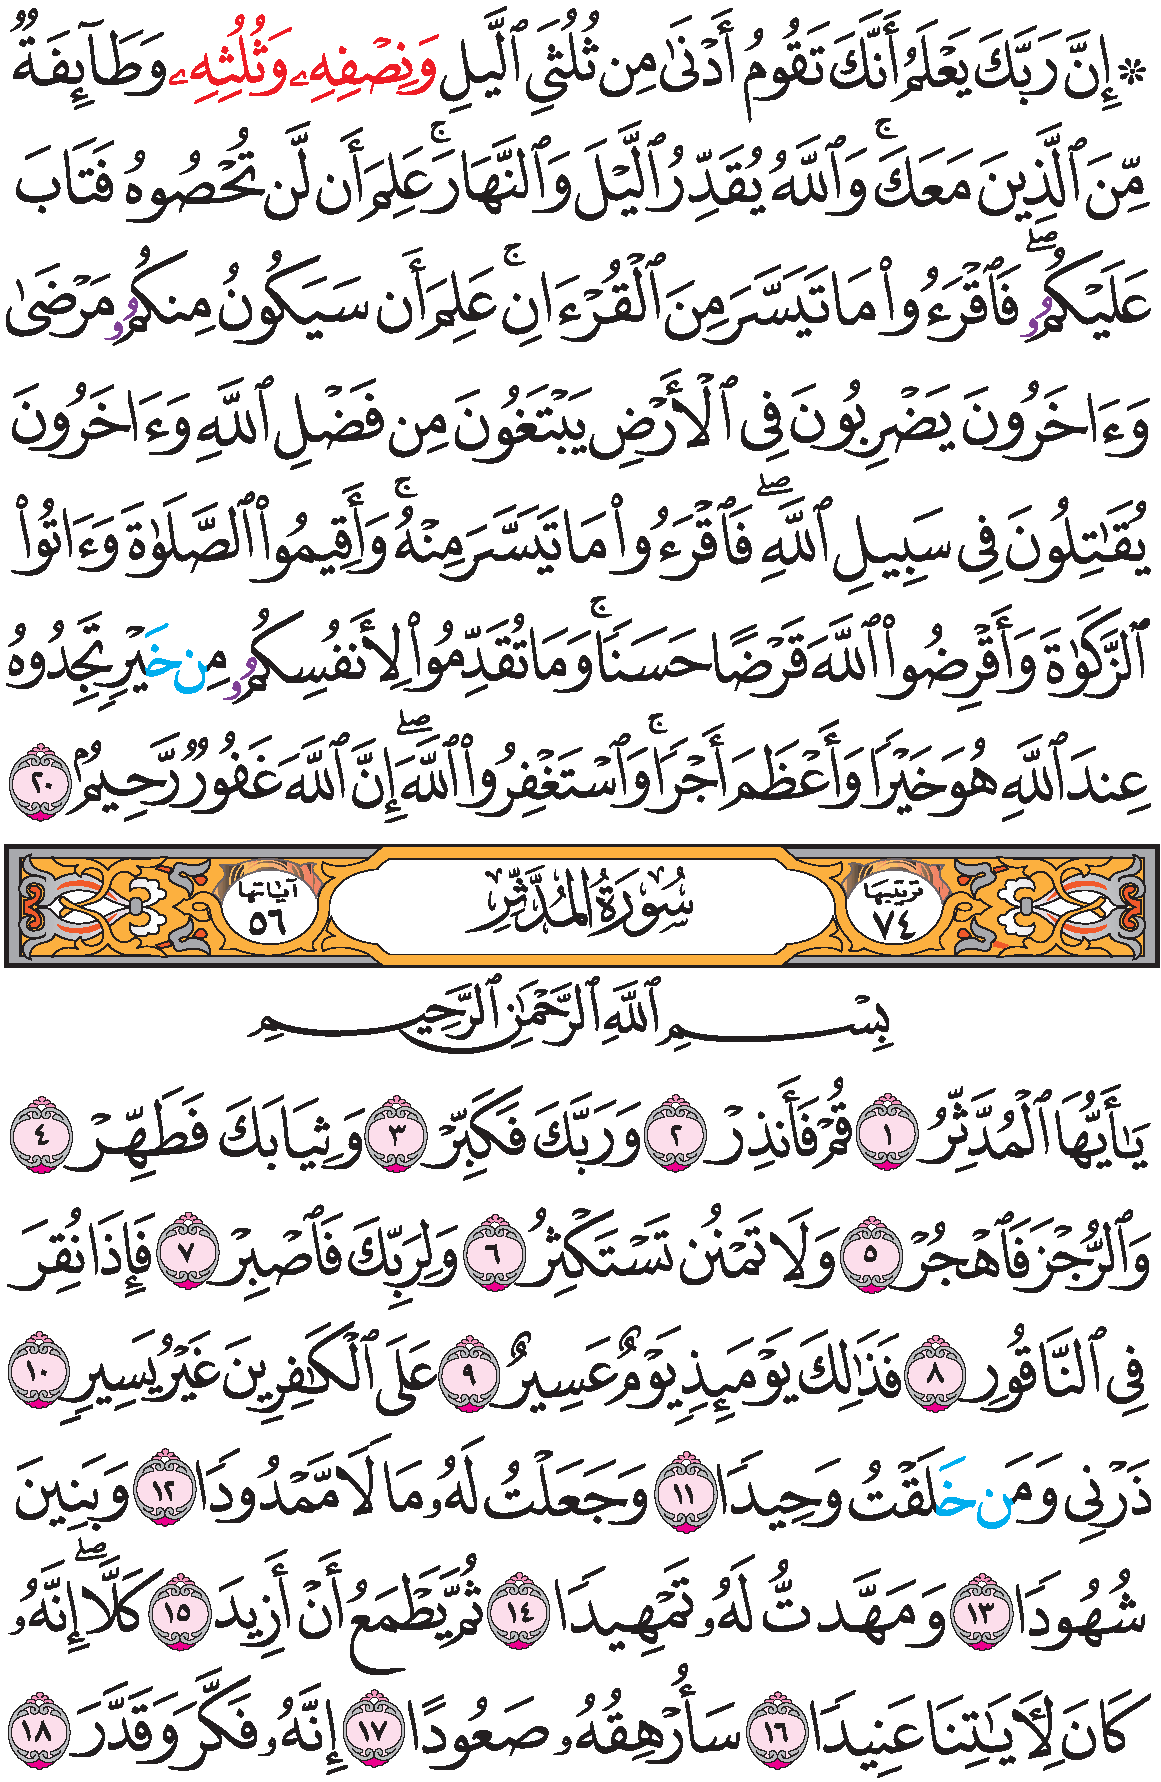 ۞ إِنَّ رَبَّكَ يَعْلَمُ أَنَّكَ تَقُومُ أَدْنَىٰ مِن ثُلُثَيِ ٱلَّيْلِ وَنِصْفِهِۦ وَثُلُثِهِۦ وَطَآئِفَةٌ
مِّنَ ٱلَّذِينَ مَعَكَۚ وَٱللَّهُ يُقَدِّرُ ٱلَّيْلَ وَٱلنَّهَارَۚ عَلِمَ أَن لَّن تُحْصُوهُ فَتَابَ
عَلَيْكُمُۥۖ فَٱقْرَءُوا۟ مَا تَيَسَّرَ مِنَ ٱلْقُرْءَانِۚ عَلِمَ أَن سَيَكُونُ مِنكُمُۥ مَرْضَىٰ
وَءَاخَرُونَ يَضْرِبُونَ فِى ٱلْأَرْضِ يَبْتَغُونَ مِن فَضْلِ ٱللَّهِ وَءَاخَرُونَ
يُقَٰتِلُونَ فِى سَبِيلِ ٱللَّهِۖ فَٱقْرَءُوا۟ مَا تَيَسَّرَ مِنْهُۚ وَأَقِيمُوا۟ ٱلصَّلَوٰةَ وَءَاتُوا۟
ٱلزَّكَوٰةَ وَأَقْرِضُوا۟ ٱللَّهَ قَرْضًا حَسَنًاۚ وَمَا تُقَدِّمُوا۟ لِأَنفُسِكُمُۥ مِن خَيْرٍ تَجِدُوهُ
عِندَ ٱللَّهِ هُوَ خَيْرًا وَأَعْظَمَ أَجْرًاۚ وَٱسْتَغْفِرُوا۟ ٱللَّهَۖ إِنَّ ٱللَّهَ غَفُورٌ رَّحِيمٌ ٢٠
ترتيبها ٧٤ سُورَةُ الْمُدَّثِّرِ آياتها ٥٦
بِسْمِ ٱللَّهِ ٱلرَّحْمَٰنِ ٱلرَّحِيمِ
يَٰٓأَيُّهَا ٱلْمُدَّثِّرُ ١ قُمْ فَأَنذِرْ ٢ وَرَبَّكَ فَكَبِّرْ ٣ وَثِيَابَكَ فَطَهِّرْ ٤
وَٱلرُّجْزَ فَٱهْجُرْ ٥ وَلَا تَمْنُن تَسْتَكْثِرُ ٦ وَلِرَبِّكَ فَٱصْبِرْ ٧ فَإِذَا نُقِرَ
فِى ٱلنَّاقُورِ ٨ فَذَٰلِكَ يَوْمَئِذٍ يَوْمٌ عَسِيرٌ ٩ عَلَى ٱلْكَٰفِرِينَ غَيْرُ يَسِيرٍ ١٠
ذَرْنِى وَمَن خَلَقْتُ وَحِيدًا ١١ وَجَعَلْتُ لَهُۥ مَالًا مَّمْدُودًا ١٢ وَبَنِينَ
شُهُودًا ١٣ وَمَهَّدتُّ لَهُۥ تَمْهِيدًا ١٤ ثُمَّ يَطْمَعُ أَنْ أَزِيدَ ١٥ كَلَّآۖ إِنَّهُۥ
كَانَ لِأَيَٰتِنَا عَنِيدًا ١٦ سَأُرْهِقُهُۥ صَعُودًا ١٧ إِنَّهُۥ فَكَّرَ وَقَدَّرَ ١٨